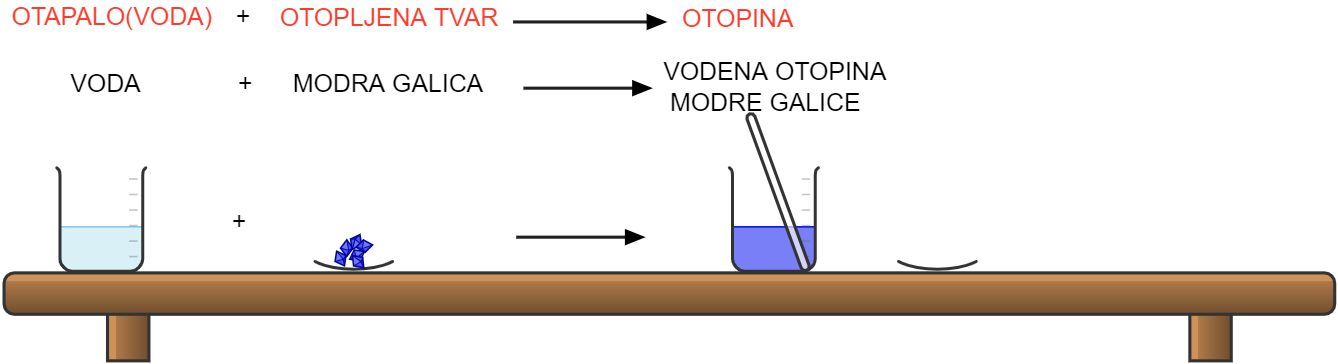 OTAPALO(VODA) + OTOPLJENA TVAR OTOPINA
VODA + MODRA GALICA VODENA OTOPINA
MODRE GALICE
+